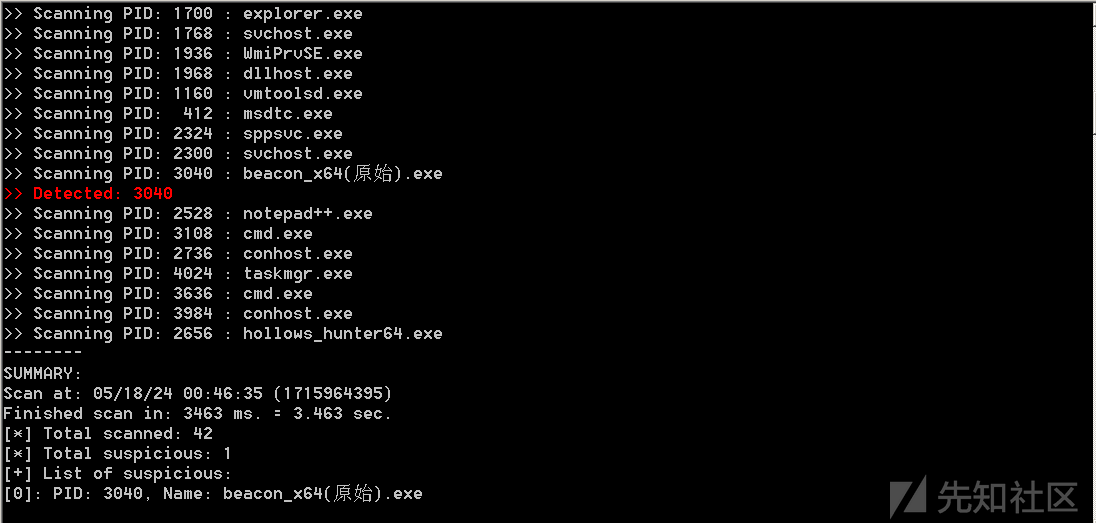 >> Scanning PID: 1700 : explorer.exe
>> Scanning PID: 1768 : svchost.exe
>> Scanning PID: 1936 : WmiPrvSE.exe
>> Scanning PID: 1968 : dllhost.exe
>> Scanning PID: 1160 : vmtoolsd.exe
>> Scanning PID:  412 : msdtc.exe
>> Scanning PID: 2324 : sppsvc.exe
>> Scanning PID: 2300 : svchost.exe
>> Scanning PID: 3040 : beacon_x64(原始).exe
>> Detected: 3040
>> Scanning PID: 2528 : notepad++.exe
>> Scanning PID: 3108 : cmd.exe
>> Scanning PID: 2736 : conhost.exe
>> Scanning PID: 4024 : taskmgr.exe
>> Scanning PID: 3636 : cmd.exe
>> Scanning PID: 3984 : conhost.exe
>> Scanning PID: 2656 : hollows_hunter64.exe
--------
SUMMARY:
Scan at: 05/18/24 00:46:35 (1715964395)
Finished scan in: 3463 ms. = 3.463 sec.
[*] Total scanned: 42
[*] Total suspicious: 1
[+] List of suspicious:
[0]: PID: 3040, Name: beacon_x64(原始).exe
先知社区